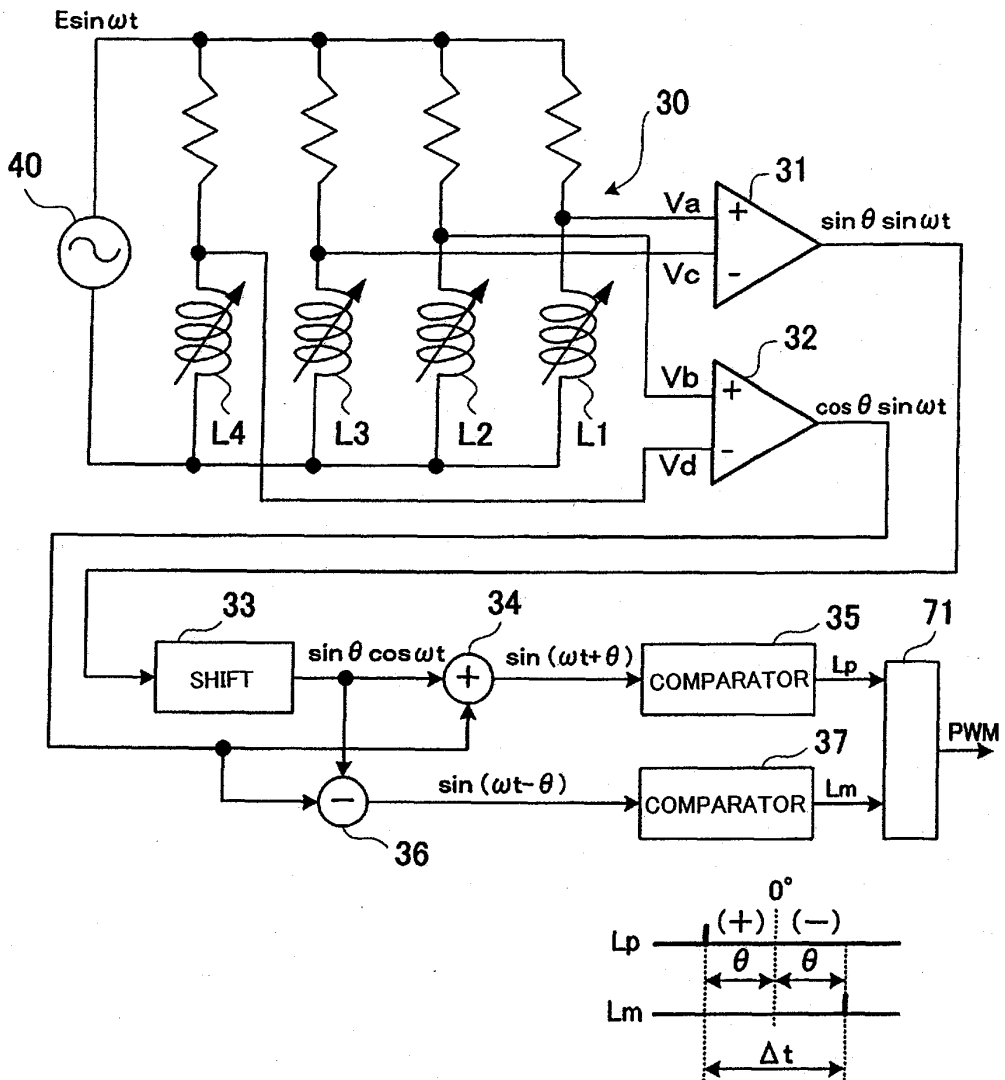 Esinωt
30
40
31
Va
+
sinθ sinωt
Vc
-
32
Vb
+
cosθ sinωt
L4
L3
L2
L1
Vd
-
33
34
35
71
SHIFT
sinθ cosωt
+
sin (ωt+θ)
COMPARATOR
Lp
PWM
37
-
sin (ωt-θ)
COMPARATOR
Lm
36
0°
(+)
(-)
Lp
θ
θ
Lm
Δt